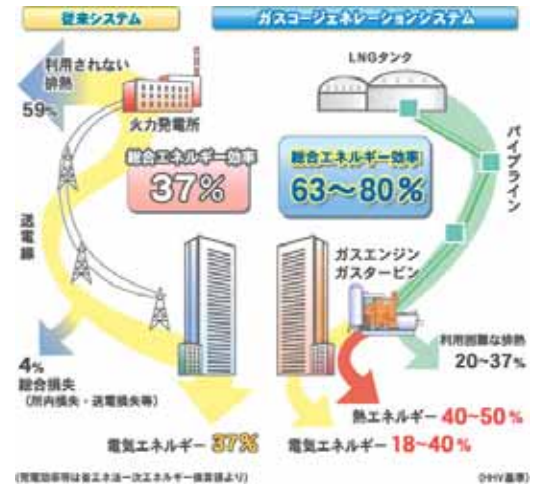 従来システム
ガスコージェネレーションシステム
利用されない
排熱
59%
火力発電所
LNGタンク
パイプライン
総合エネルギー効率
37%
総合エネルギー効率
63〜80%
送電線
ガスエンジン
ガスタービン
4%
総合損失
(所内損失・送電損失等)
利用困難な排熱
20~37%
熱エネルギー 40~50%
電気エネルギー 37%
電気エネルギー 18~40%
(発電効率等は省エネ法一次エネルギー換算値より)
(HHV基準)